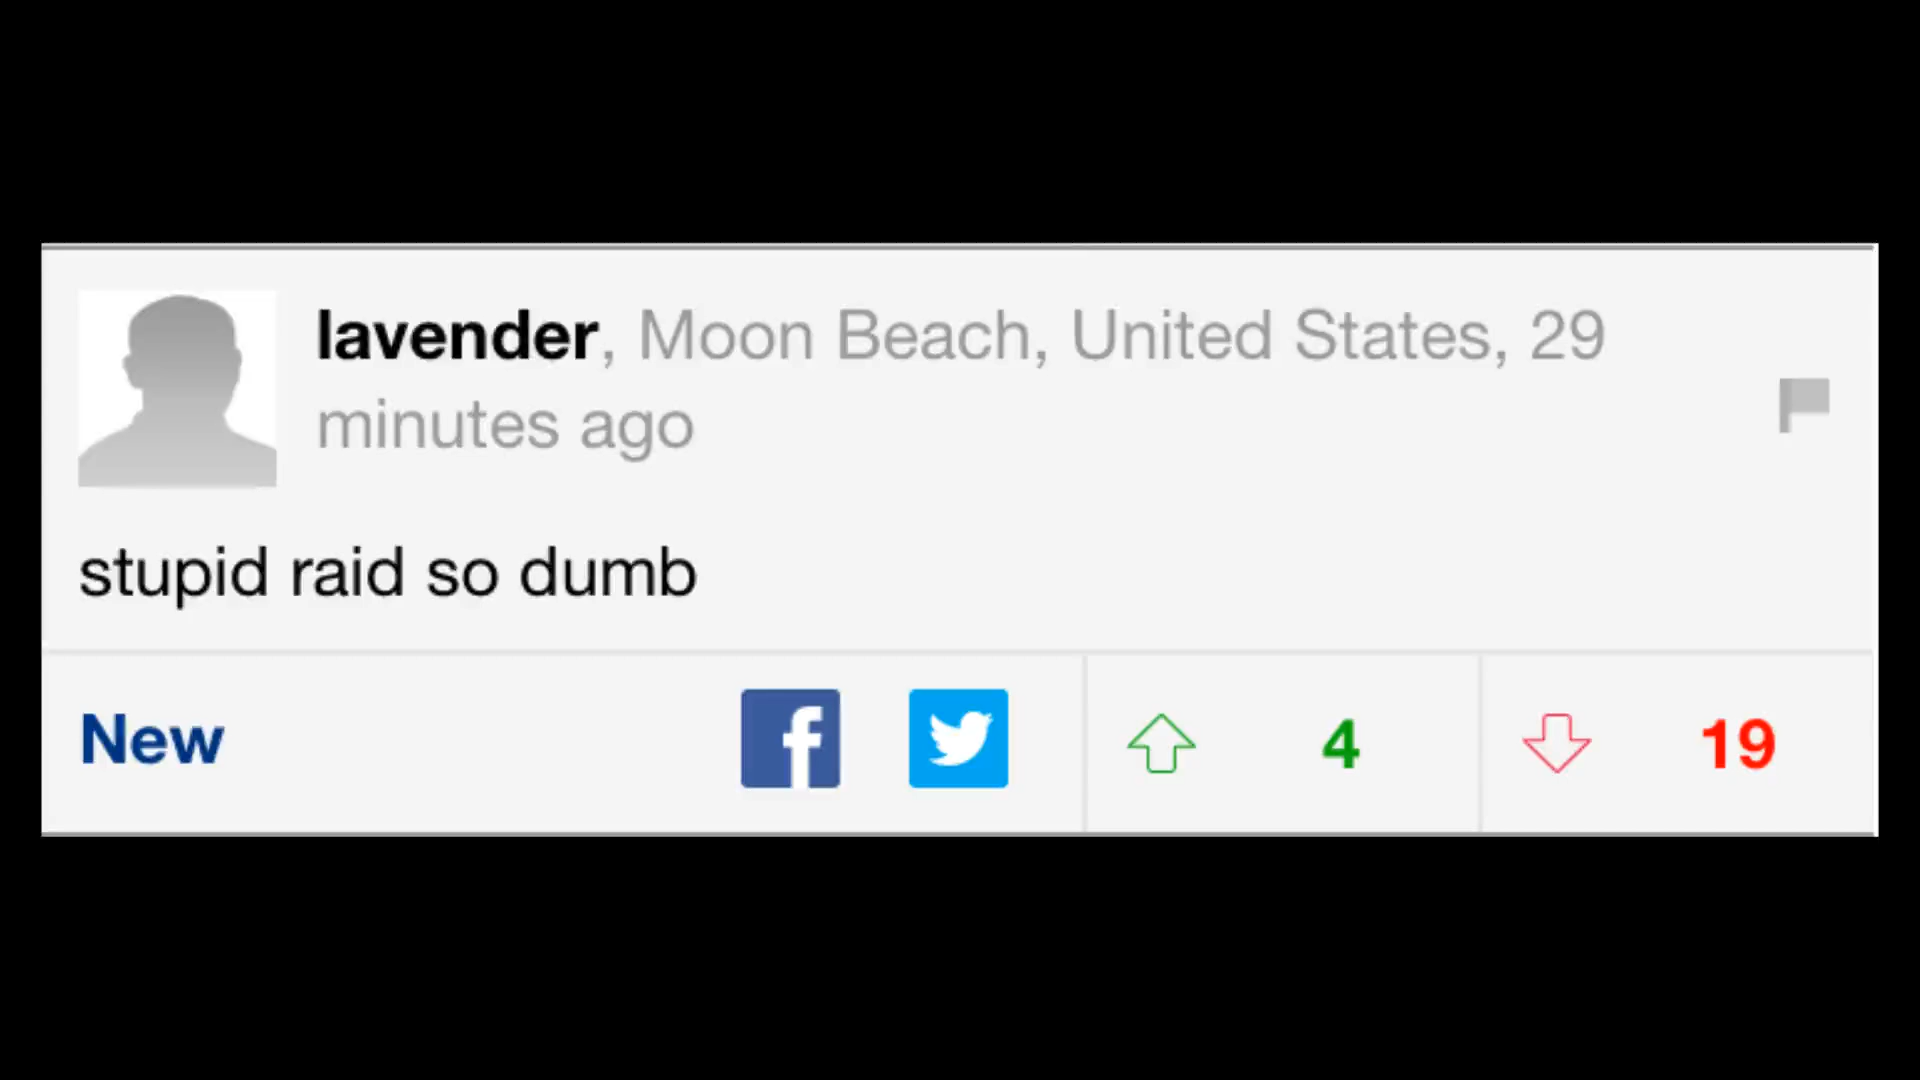 lavender, Moon Beach, United States, 29
minutes ago
stupid raid so dumb
New 4 19